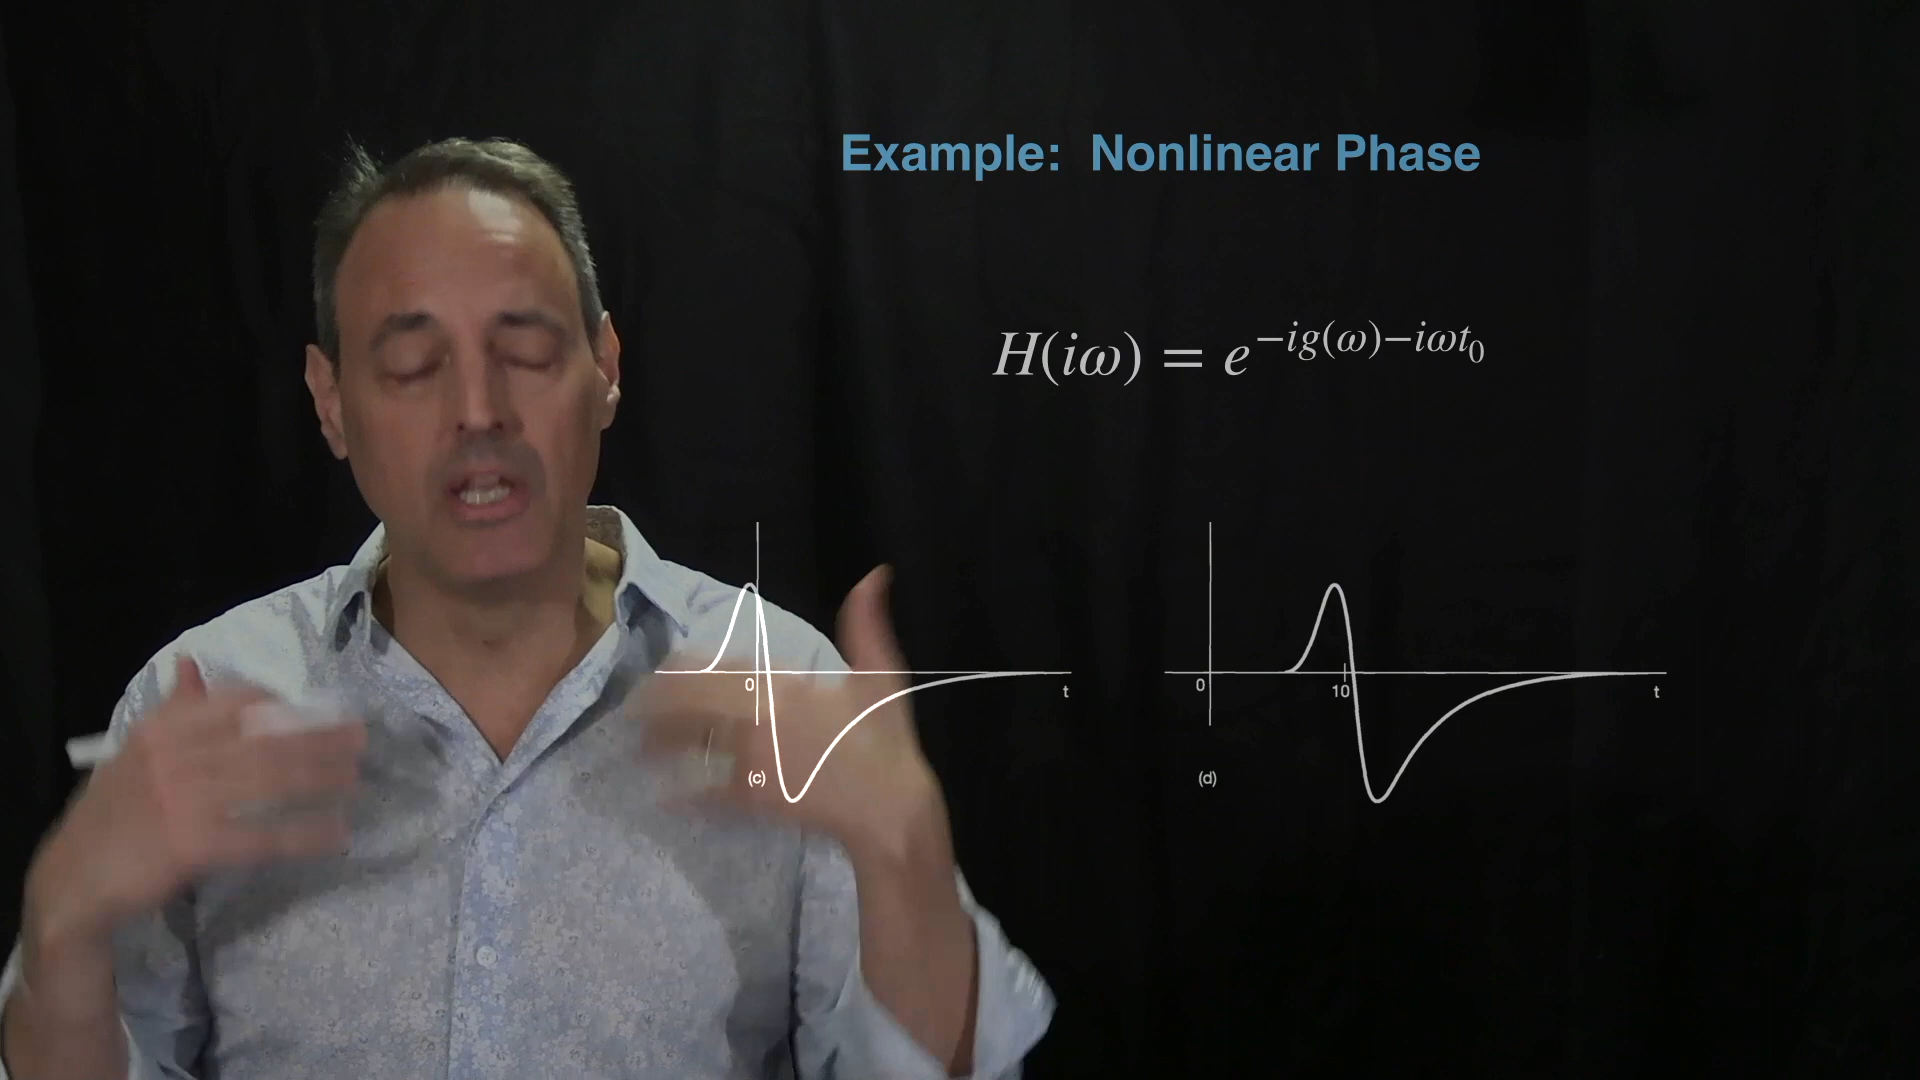 Example: Nonlinear Phase
H(iω) = e^{−ig(ω)−iωt_0}
0 t
(c)
0 10 t
(d)